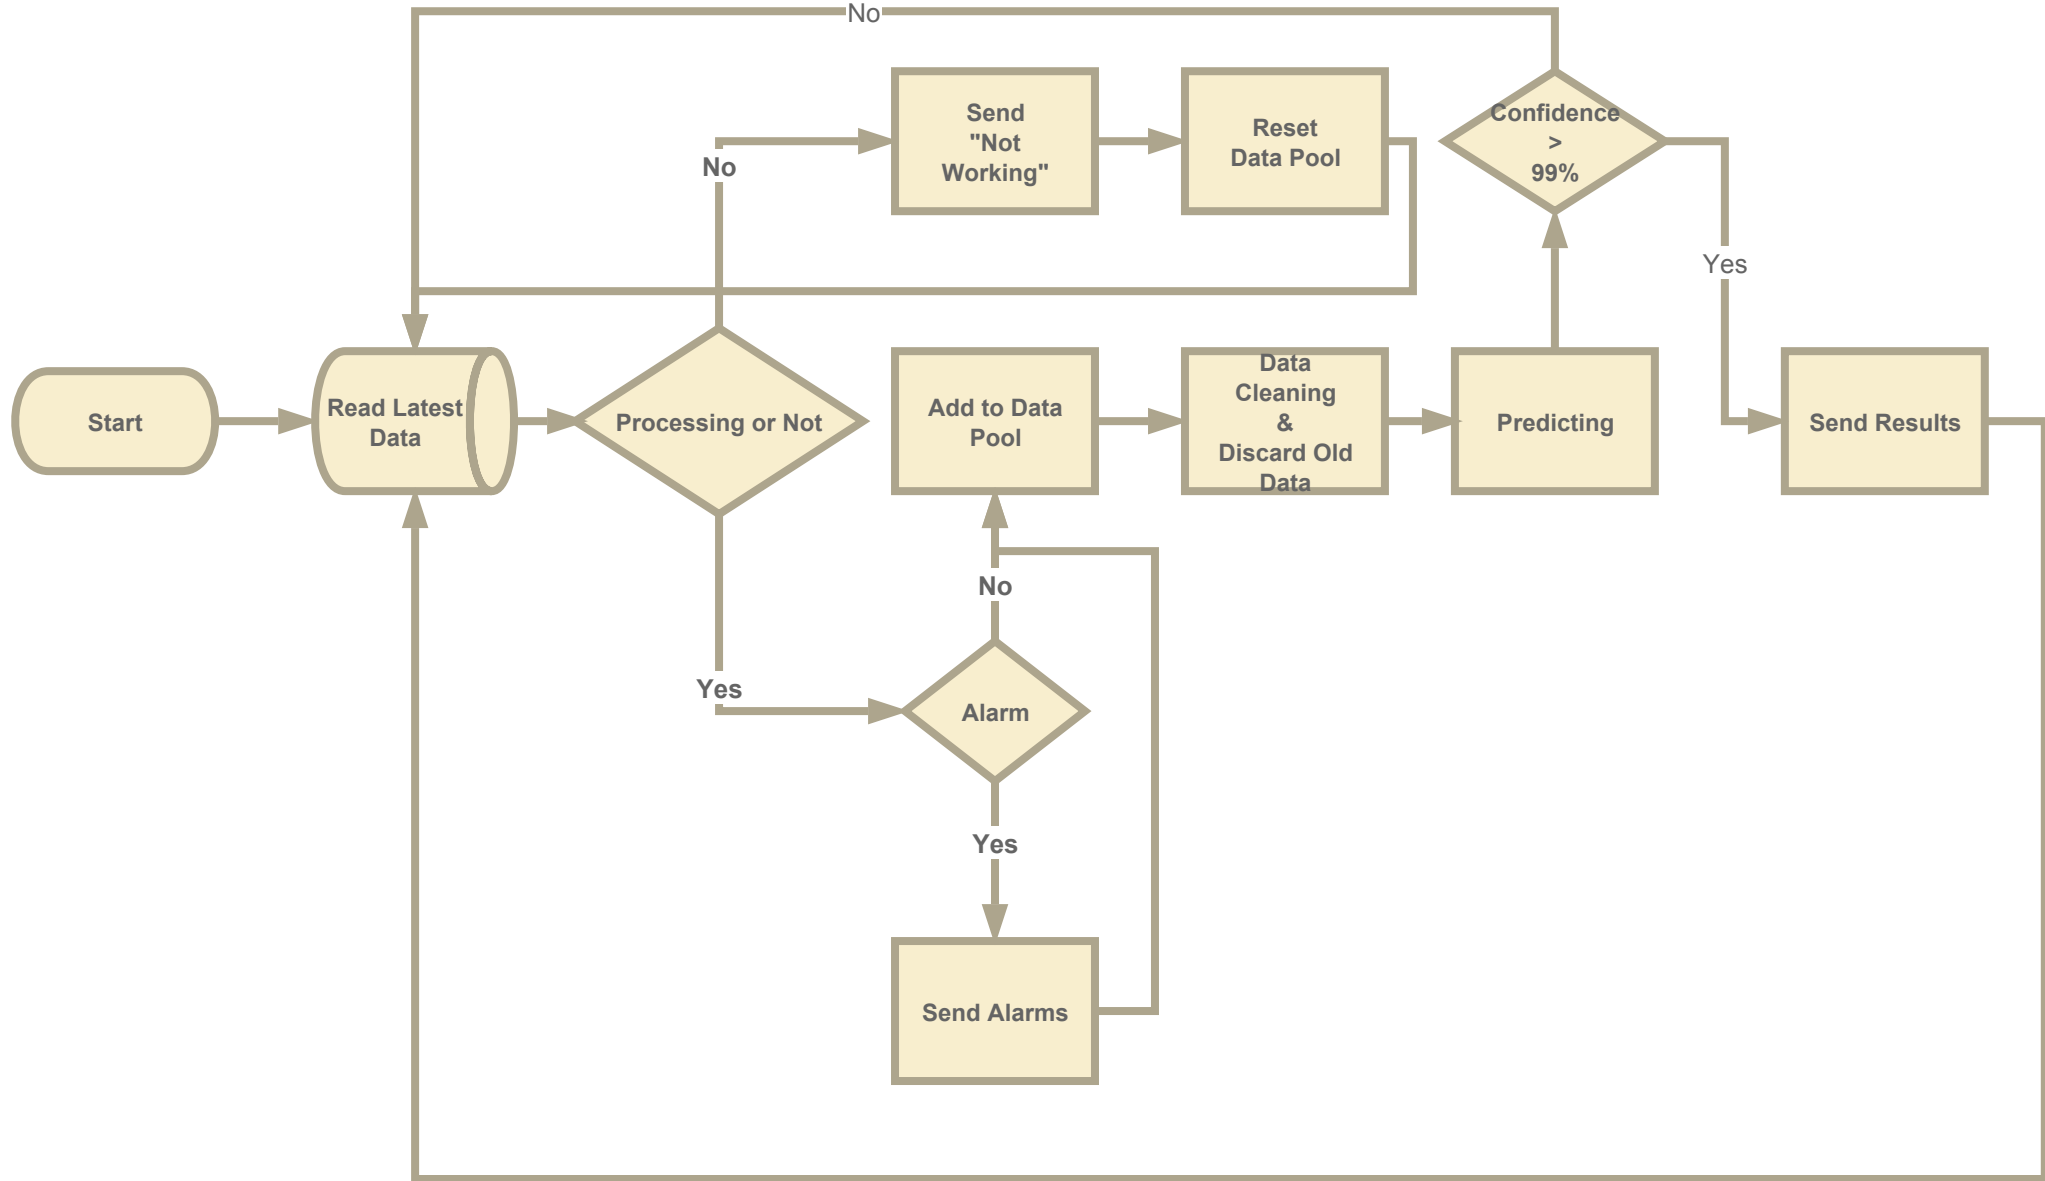 No
Send
"Not
Working"
Reset
Data Pool
Confidence
>
99%
No
Yes
Start
Read Latest
Data
Processing or Not
Add to Data
Pool
Data
Cleaning
&
Discard Old
Data
Predicting
Send Results
No
Yes
Alarm
Yes
Send Alarms